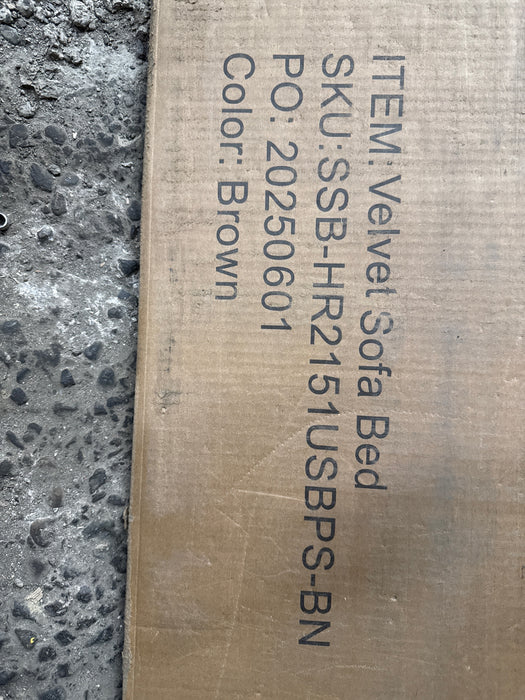 ITEM: Velvet Sofa Bed
SKU:SSB-HR2151USBPS-BN
PO: 20250601
Color: Brown